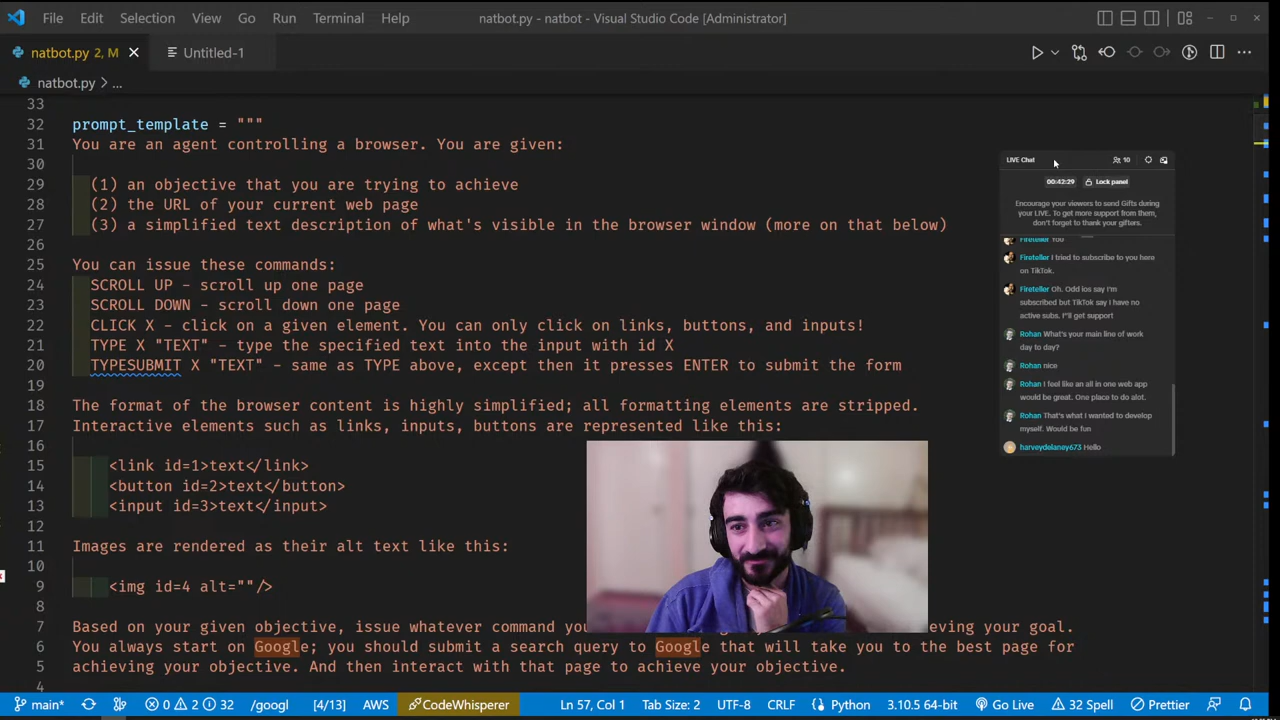 File Edit Selection View Go Run Terminal Help natbot.py - natbot - Visual Studio Code [Administrator]
natbot.py 2, M Untitled-1
natbot.py > ...
33
32 prompt_template = """
31 You are an agent controlling a browser. You are given:
30
29 (1) an objective that you are trying to achieve
28 (2) the URL of your current web page
27 (3) a simplified text description of what's visible in the browser window (more on that below)
26
25 You can issue these commands:
24 SCROLL UP - scroll up one page
23 SCROLL DOWN - scroll down one page
22 CLICK X - click on a given element. You can only click on links, buttons, and inputs!
21 TYPE X "TEXT" - type the specified text into the input with id X
20 TYPESUBMIT X "TEXT" - same as TYPE above, except then it presses ENTER to submit the form
19
18 The format of the browser content is highly simplified; all formatting elements are stripped.
17 Interactive elements such as links, inputs, buttons are represented like this:
16
15 <link id=1>text</link>
14 <button id=2>text</button>
13 <input id=3>text</input>
12
11 Images are rendered as their alt text like this:
10
9 <img id=4 alt=""/>
8
7 Based on your given objective, issue whatever command you eving your goal.
6 You always start on Google; you should submit a search query to Google that will take you to the best page for
5 achieving your objective. And then interact with that page to achieve your objective.
4
LIVE Chat 10
00:42:29 Lock panel
Encourage your viewers to send Gifts during
your LIVE. To get more support from them,
don't forget to thank your gifters.
Fireteller You
Fireteller I tried to subscribe to you here
on TikTok.
Fireteller Oh. Odd ios say I'm
subscribed but TikTok say I have no
active subs. I"ll get support
Rohan What's your main line of work
day to day?
Rohan nice
Rohan I feel like an all in one web app
would be great. One place to do alot.
Rohan That's what I wanted to develop
myself. Would be fun
harveydelaney673 Hello
main* 0 2 32 /googl [4/13] AWS CodeWhisperer Ln 57, Col 1 Tab Size: 2 UTF-8 CRLF Python 3.10.5 64-bit Go Live 32 Spell Prettier